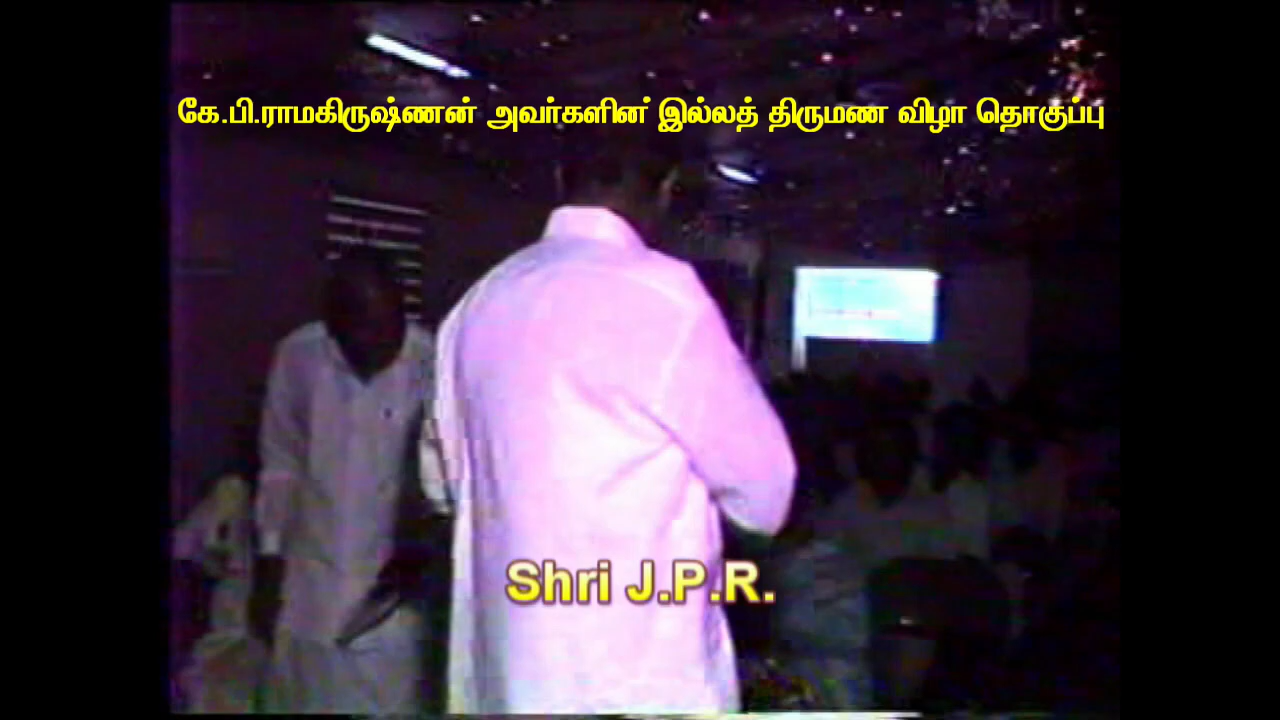 கே.பி.ராமகிருஷ்ணன் அவர்களின் இல்லத் திருமண விழா தொகுப்பு
Shri J.P.R.